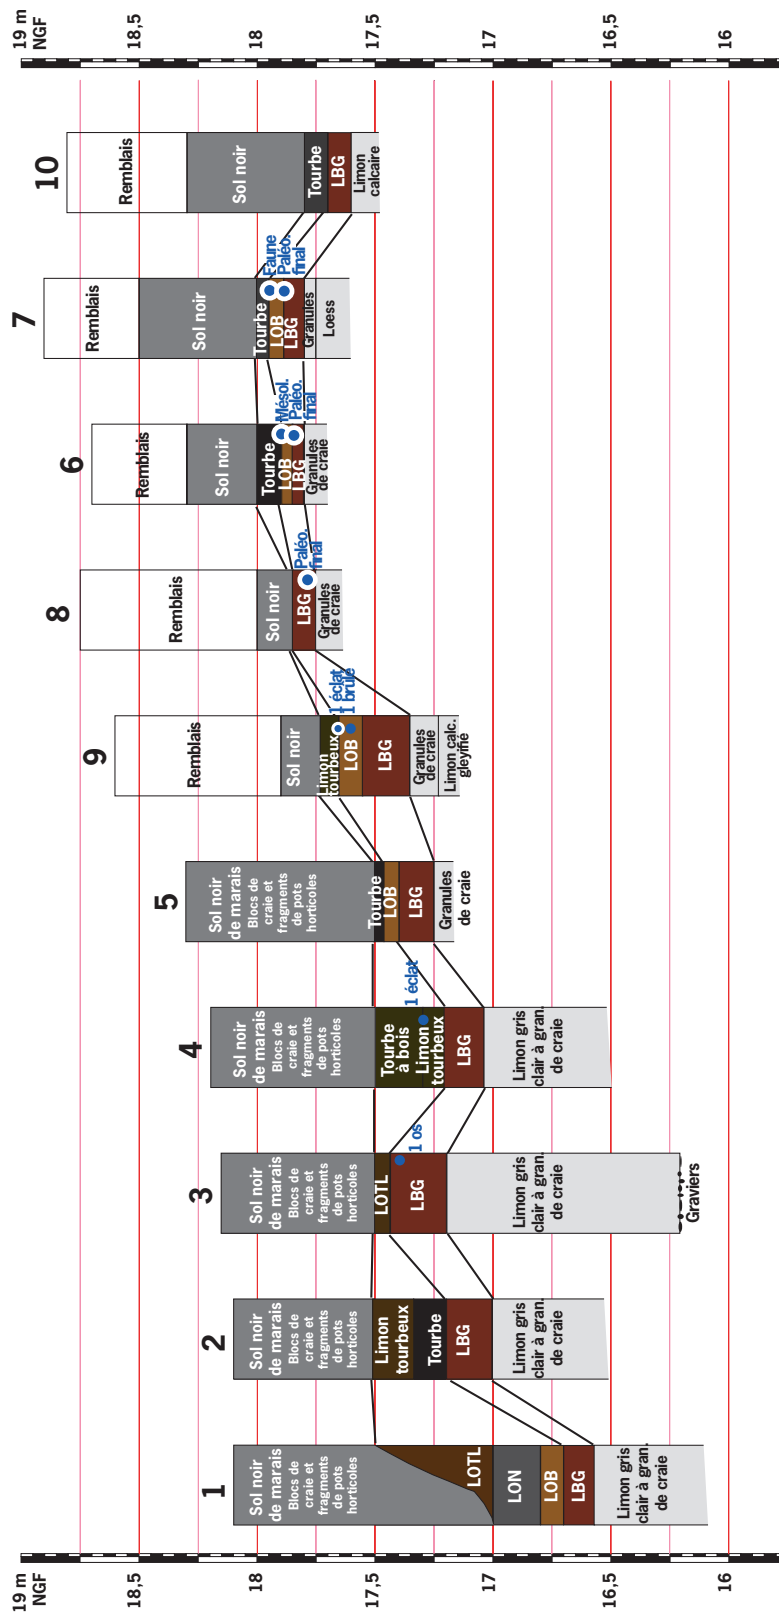 19 m
NGF
18,5
18
17,5
17
16,5
16
1
Sol noir
de marais
Blocs de
craie et
fragments
de pots
horticoles
LOTL
LON
LOB
LBG
Limon gris
clair à gran.
de craie
2
Sol noir
de marais
Blocs de
craie et
fragments
de pots
horticoles
Limon
tourbeux
Tourbe
LBG
Limon gris
clair à gran.
de craie
3
Sol noir
de marais
Blocs de
craie et
fragments
de pots
horticoles
LOTL
LBG
1 os
Limon gris
clair à gran.
de craie
Graviers
4
Sol noir
de marais
Blocs de
craie et
fragments
de pots
horticoles
Tourbe
à bois
Limon
tourbeux
1 éclat
LBG
Limon gris
clair à gran.
de craie
5
Sol noir
de marais
Blocs de
craie et
fragments
de pots
horticoles
Tourbe
LOB
LBG
Granules
de craie
9
Remblais
Sol noir
Limon
tourbeux
1 éclat
1 brulé
LOB
LBG
Granules
de craie
Limon calc.
gleyifié
8
Remblais
Sol noir
LBG
Paléo.
final
Granules
de craie
6
Remblais
Sol noir
Tourbe
Mésol.
LOB
Paléo.
final
LBG
Granules
de craie
7
Remblais
Sol noir
Tourbe
Faune
LOB
Paléo.
final
LBG
Granules
Loess
10
Remblais
Sol noir
Tourbe
LBG
Limon
calcaire
19 m
NGF
18,5
18
17,5
17
16,5
16